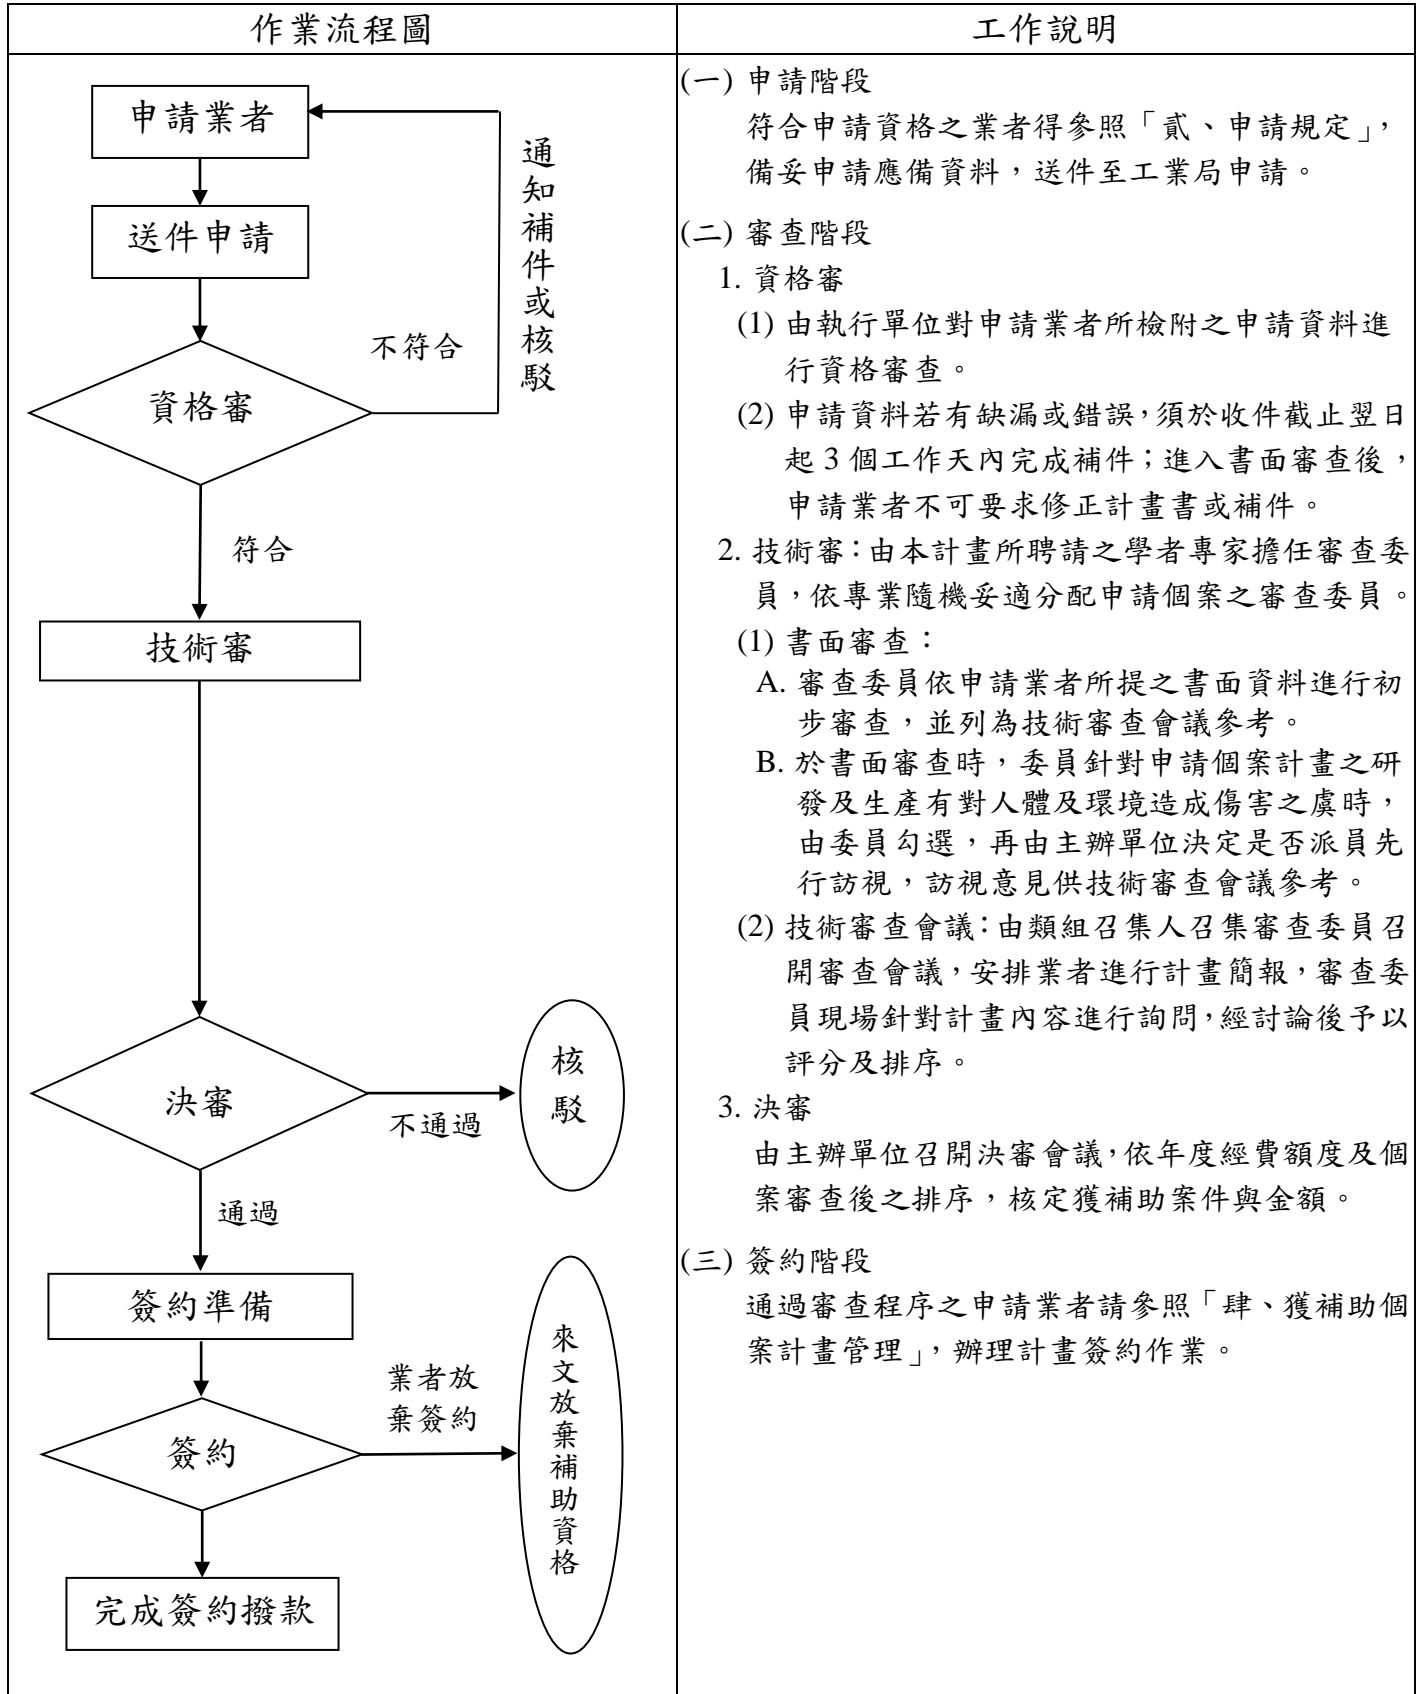 作業流程圖
申請業者
通知補件或核駁
送件申請
不符合
資格審
符合
技術審
決審
不通過
核駁
通過
簽約準備
業者放
棄簽約
來文放棄補助資格
簽約
完成簽約撥款
工作說明
(一) 申請階段
符合申請資格之業者得參照「貳、申請規定」，
備妥申請應備資料，送件至工業局申請。
(二) 審查階段
1. 資格審
(1) 由執行單位對申請業者所檢附之申請資料進
行資格審查。
(2) 申請資料若有缺漏或錯誤，須於收件截止翌日
起 3 個工作天內完成補件；進入書面審查後，
申請業者不可要求修正計畫書或補件。
2. 技術審：由本計畫所聘請之學者專家擔任審查委
員，依專業隨機妥適分配申請個案之審查委員。
(1) 書面審查：
A. 審查委員依申請業者所提之書面資料進行初
步審查，並列為技術審查會議參考。
B. 於書面審查時，委員針對申請個案計畫之研
發及生產有對人體及環境造成傷害之虞時，
由委員勾選，再由主辦單位決定是否派員先
行訪視，訪視意見供技術審查會議參考。
(2) 技術審查會議：由類組召集人召集審查委員召
開審查會議，安排業者進行計畫簡報，審查委
員現場針對計畫內容進行詢問，經討論後予以
評分及排序。
3. 決審
由主辦單位召開決審會議，依年度經費額度及個
案審查後之排序，核定獲補助案件與金額。
(三) 簽約階段
通過審查程序之申請業者請參照「肆、獲補助個
案計畫管理」，辦理計畫簽約作業。